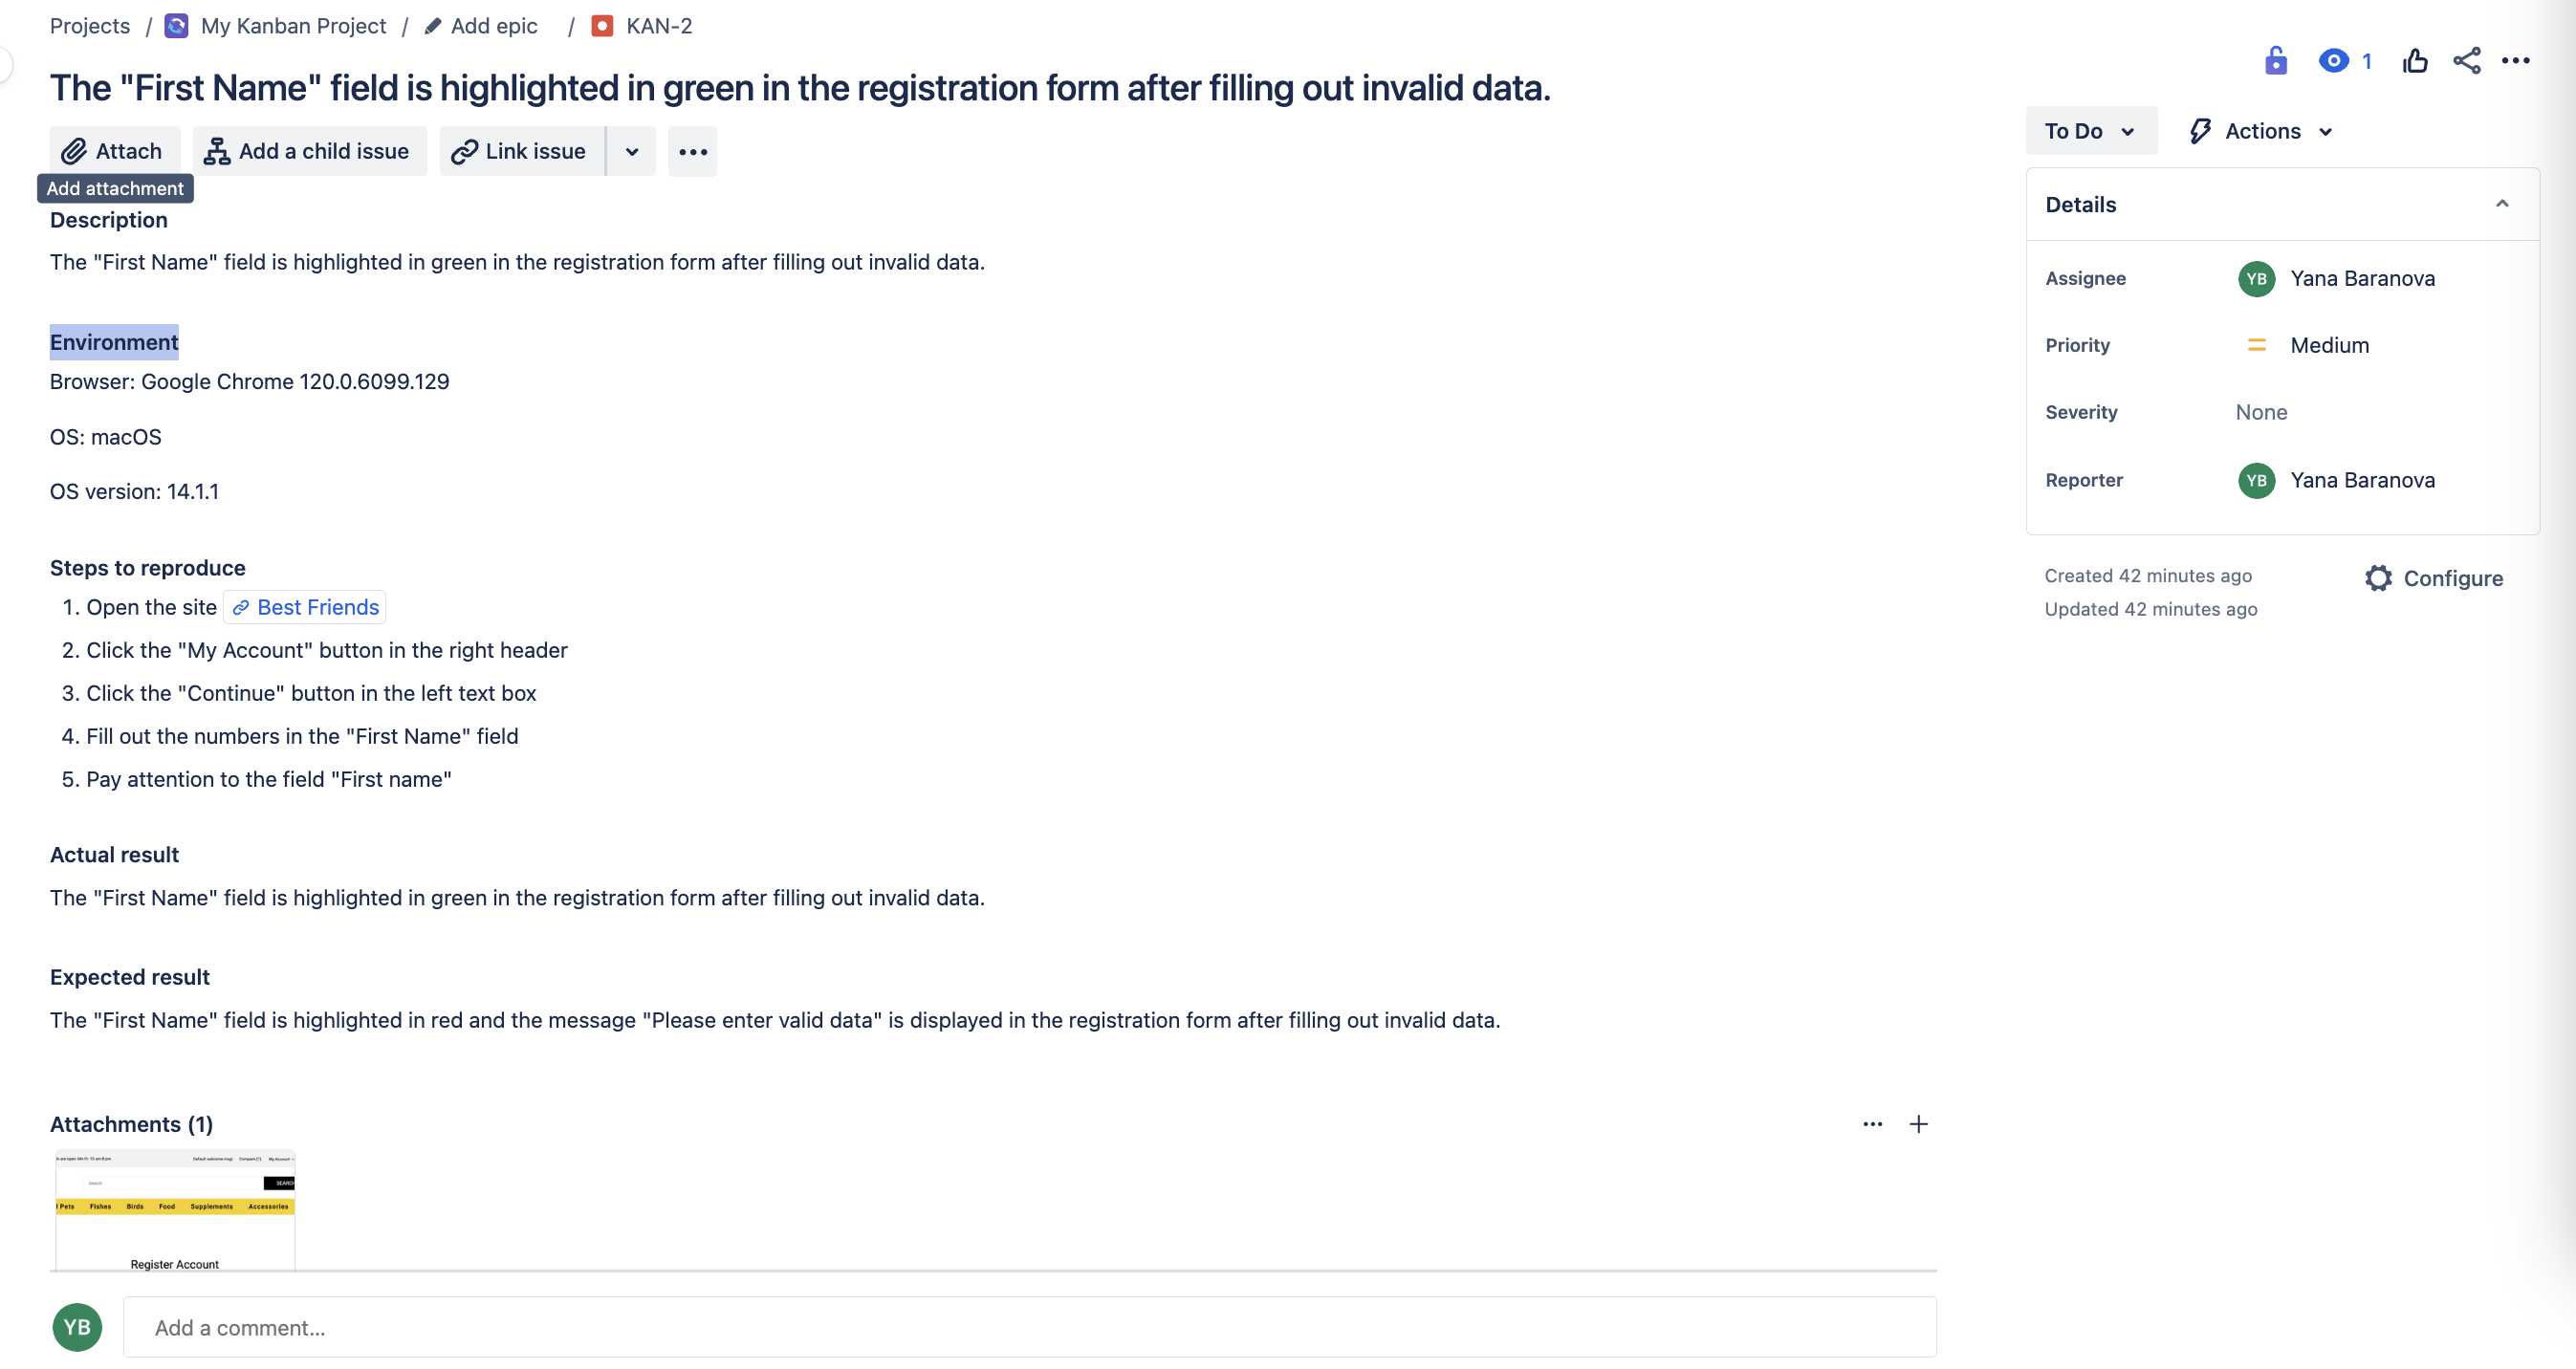 Projects / My Kanban Project / Add epic / KAN-2
1
The "First Name" field is highlighted in green in the registration form after filling out invalid data.
To Do Actions
Attach Add a child issue Link issue
Add attachment
Description
The "First Name" field is highlighted in green in the registration form after filling out invalid data.
Environment
Browser: Google Chrome 120.0.6099.129
OS: macOS
OS version: 14.1.1
Steps to reproduce
1. Open the site Best Friends
2. Click the "My Account" button in the right header
3. Click the "Continue" button in the left text box
4. Fill out the numbers in the "First Name" field
5. Pay attention to the field "First name"
Actual result
The "First Name" field is highlighted in green in the registration form after filling out invalid data.
Expected result
The "First Name" field is highlighted in red and the message "Please enter valid data" is displayed in the registration form after filling out invalid data.
Attachments (1)
Default welcome msg! Compare (1) My Account
Search SEARC
Pets Fishes Birds Food Supplements Accessories
Register Account
YB Add a comment...
Details
Assignee YB Yana Baranova
Priority Medium
Severity None
Reporter YB Yana Baranova
Created 42 minutes ago
Configure
Updated 42 minutes ago